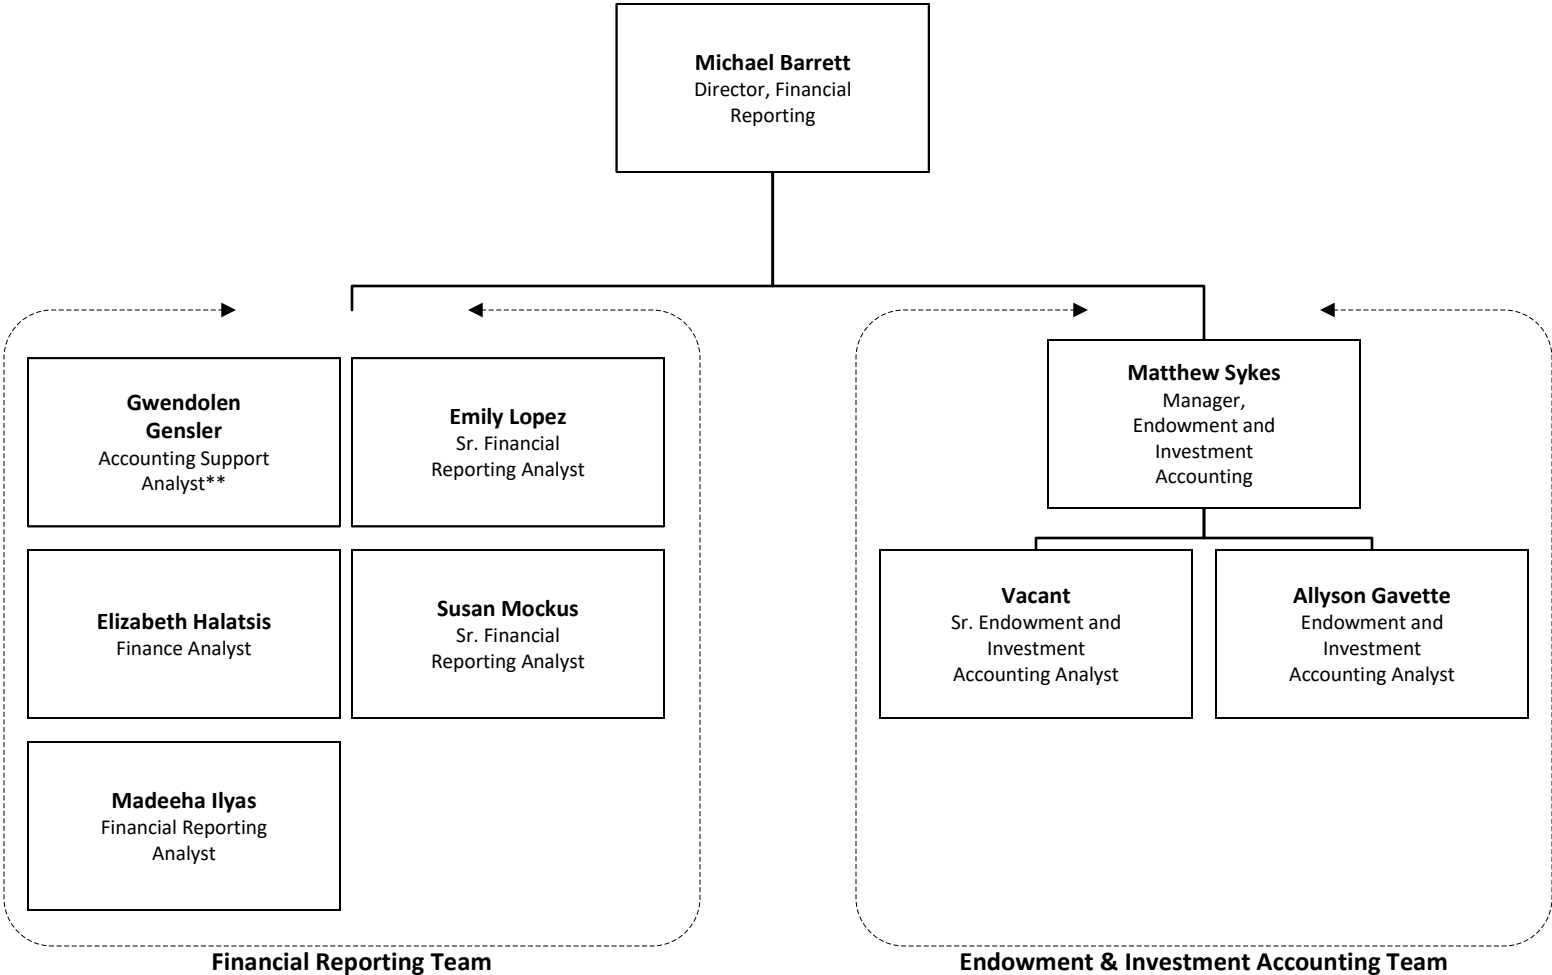 Michael Barrett
Director, Financial
Reporting
Gwendolen
Gensler
Accounting Support
Analyst**
Emily Lopez
Sr. Financial
Reporting Analyst
Elizabeth Halatsis
Finance Analyst
Susan Mockus
Sr. Financial
Reporting Analyst
Madeeha Ilyas
Financial Reporting
Analyst
Financial Reporting Team
Matthew Sykes
Manager,
Endowment and
Investment
Accounting
Vacant
Sr. Endowment and
Investment
Accounting Analyst
Allyson Gavette
Endowment and
Investment
Accounting Analyst
Endowment & Investment Accounting Team